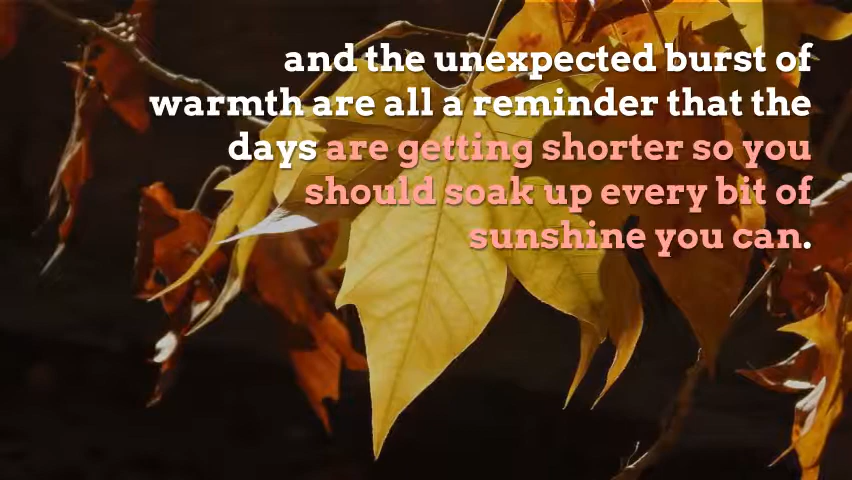 and the unexpected burst of
warmth are all a reminder that the
days are getting shorter so you
should soak up every bit of
sunshine you can.